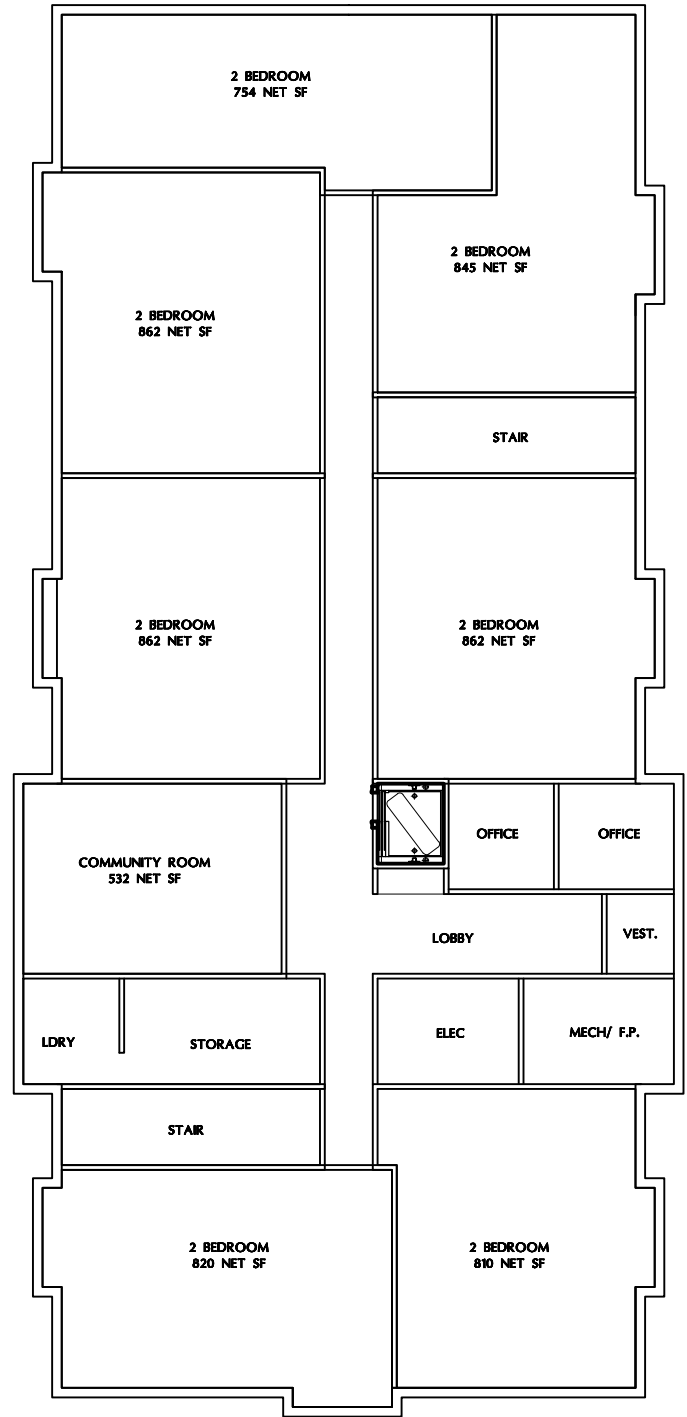 2 BEDROOM
754 NET SF
2 BEDROOM
845 NET SF
2 BEDROOM
862 NET SF
STAIR
2 BEDROOM
862 NET SF
2 BEDROOM
862 NET SF
OFFICE
OFFICE
COMMUNITY ROOM
532 NET SF
LOBBY
VEST.
LDRY
STORAGE
ELEC
MECH/ F.P.
STAIR
2 BEDROOM
820 NET SF
2 BEDROOM
810 NET SF